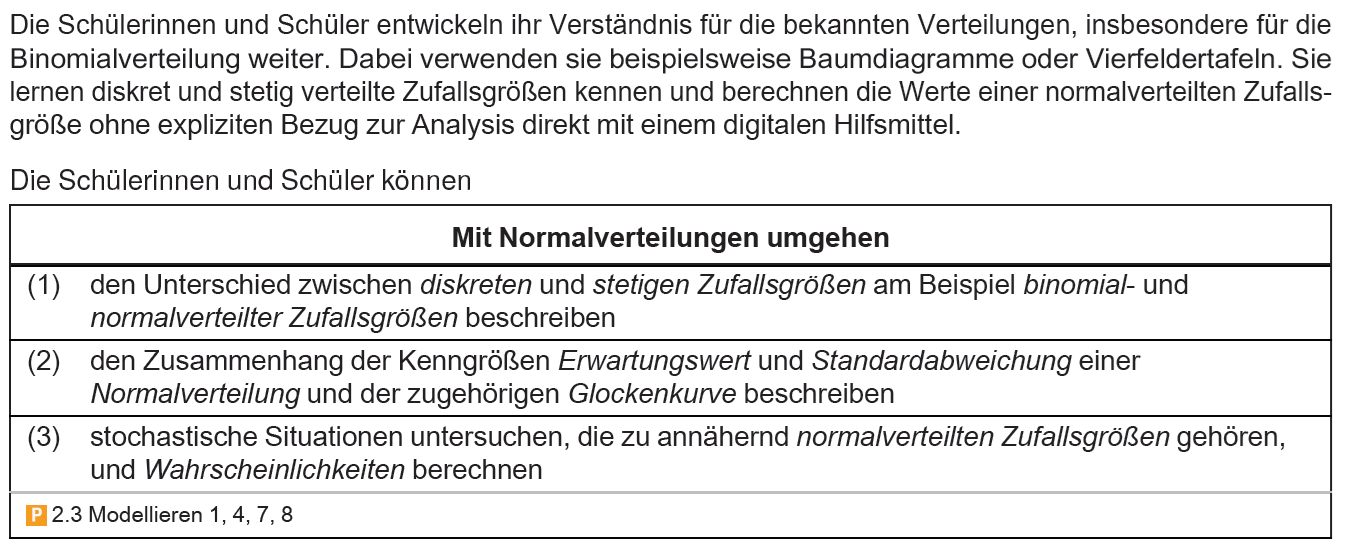 Die Schülerinnen und Schüler entwickeln ihr Verständnis für die bekannten Verteilungen, insbesondere für die
Binomialverteilung weiter. Dabei verwenden sie beispielsweise Baumdiagramme oder Vierfeldertafeln. Sie
lernen diskret und stetig verteilte Zufallsgrößen kennen und berechnen die Werte einer normalverteilten Zufalls-
größe ohne expliziten Bezug zur Analysis direkt mit einem digitalen Hilfsmittel.
Die Schülerinnen und Schüler können
Mit Normalverteilungen umgehen
(1) den Unterschied zwischen diskreten und stetigen Zufallsgrößen am Beispiel binomial- und
normalverteilter Zufallsgrößen beschreiben
(2) den Zusammenhang der Kenngrößen Erwartungswert und Standardabweichung einer
Normalverteilung und der zugehörigen Glockenkurve beschreiben
(3) stochastische Situationen untersuchen, die zu annähernd normalverteilten Zufallsgrößen gehören,
und Wahrscheinlichkeiten berechnen
P 2.3 Modellieren 1, 4, 7, 8